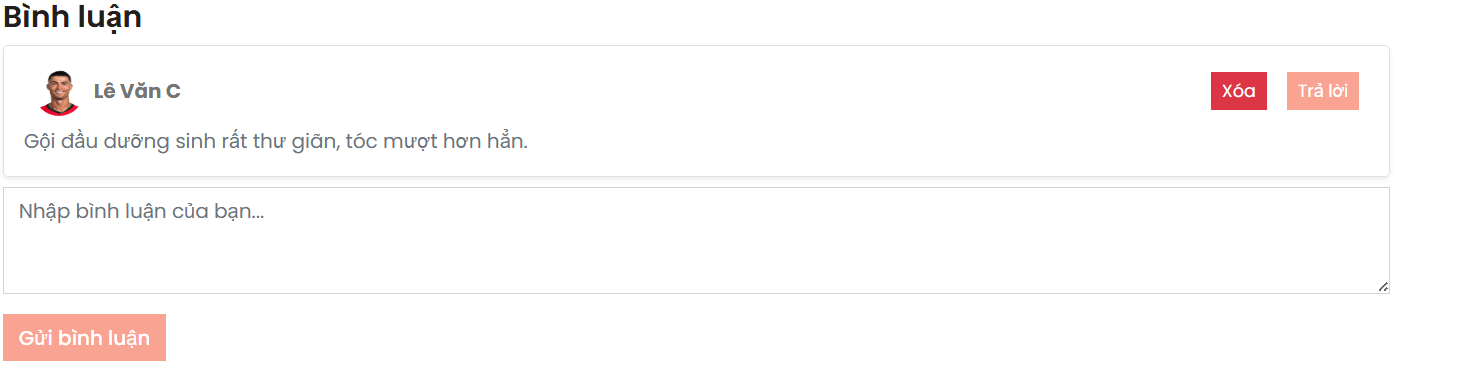 Bình luận
Lê Văn C
Xóa
Trả lời
Gội đầu dưỡng sinh rất thư giãn, tóc mượt hơn hẳn.
Nhập bình luận của bạn...
Gửi bình luận